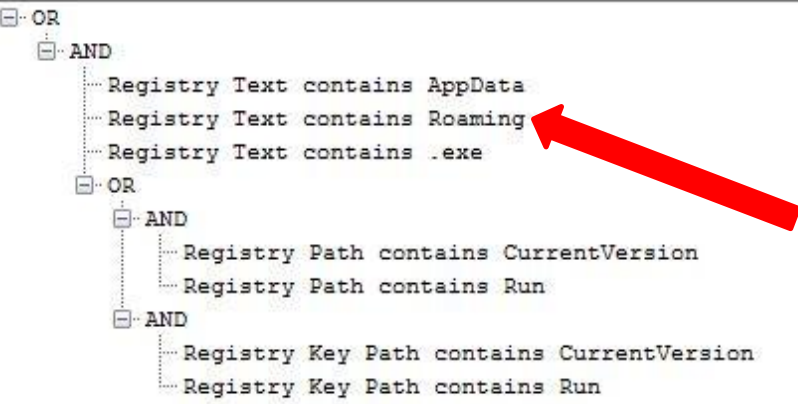 OR
AND
Registry Text contains AppData
Registry Text contains Roaming
Registry Text contains .exe
OR
AND
Registry Path contains CurrentVersion
Registry Path contains Run
AND
Registry Key Path contains CurrentVersion
Registry Key Path contains Run